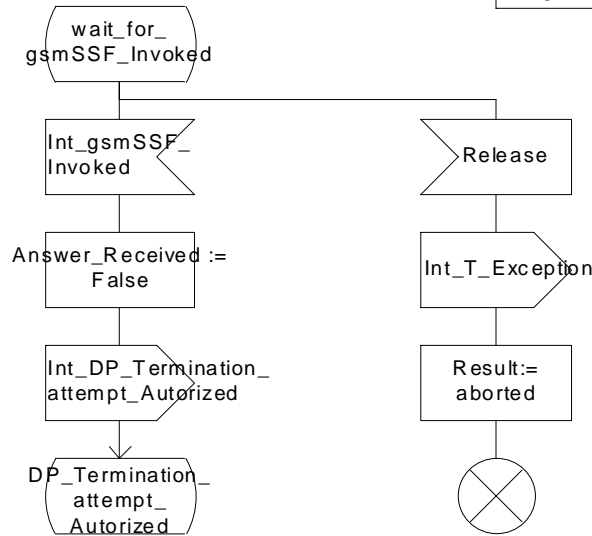 wait_for_
gsmSSF_Invoked
Int_gsmSSF_
Invoked
Answer_Received :=
False
Int_DP_Termination_
attempt_Autorized
DP_Termination_
attempt_
Autorized
Release
Int_T_Exception
Result:=
aborted